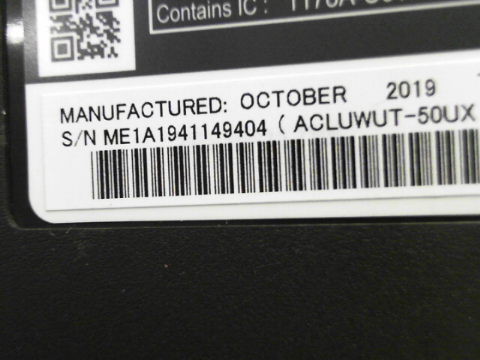 Contains IC :
MANUFACTURED: OCTOBER 2019
S/N ME1A1941149404 ( ACLUWUT-50UX